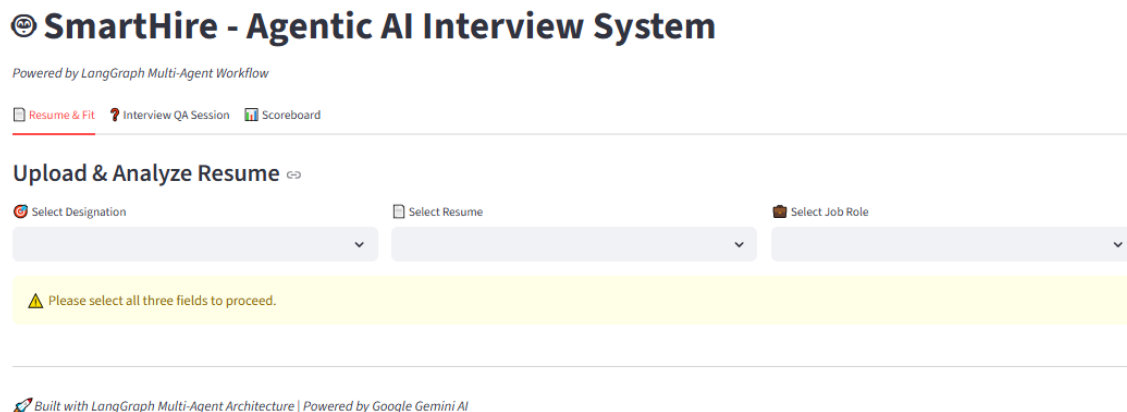 SmartHire - Agentic AI Interview System
Powered by LangGraph Multi-Agent Workflow
Resume & Fit Interview QA Session Scoreboard
Upload & Analyze Resume
Select Designation Select Resume Select Job Role
Please select all three fields to proceed.
Built with LangGraph Multi-Agent Architecture | Powered by Google Gemini AI